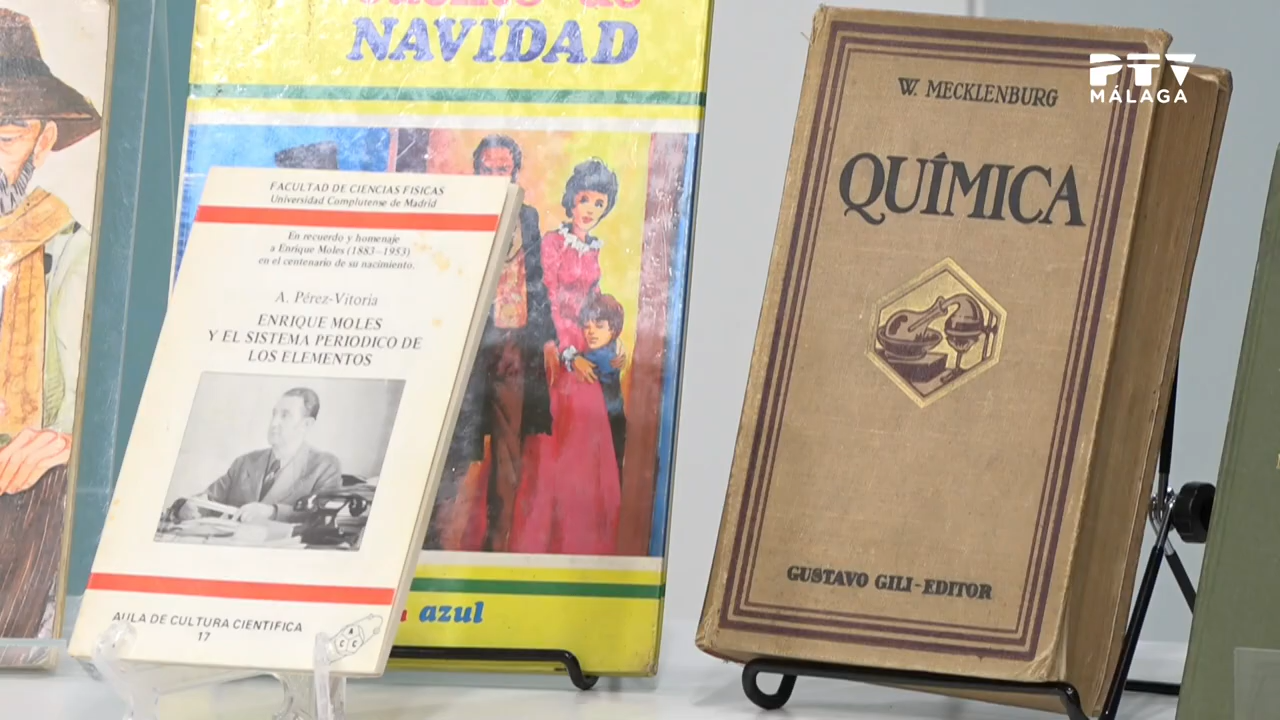 NAVIDAD
azul
FACULTAD DE CIENCIAS FISICAS
Universidad Complutense de Madrid
En recuerdo y homenaje
a Enrique Moles (1883-1953)
en el centenario de su nacimiento.
A. Pérez-Vitoria
ENRIQUE MOLES
Y EL SISTEMA PERIODICO DE
LOS ELEMENTOS
AULA DE CULTURA CIENTIFICA
17
W. MECKLENBURG
QUÍMICA
GUSTAVO GILI-EDITOR
PTV
MÁLAGA